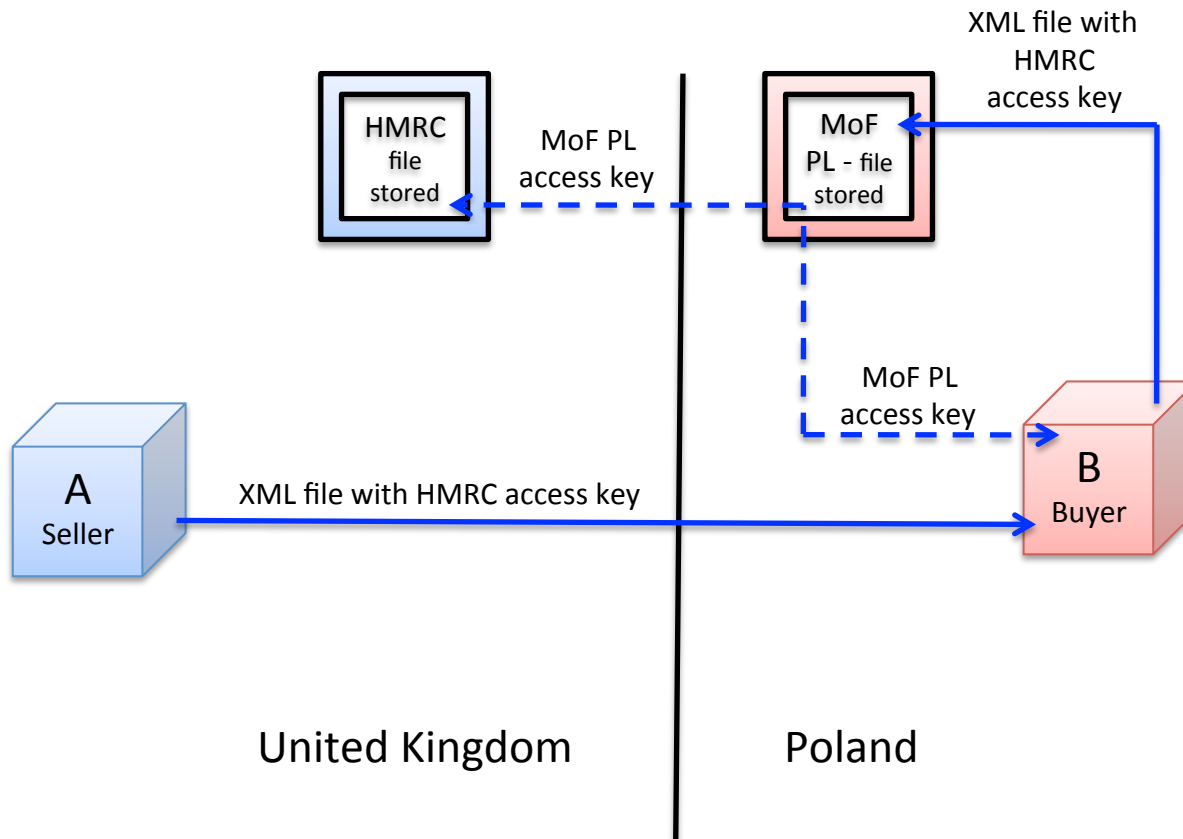 XML file with
HMRC
access key
HMRC
file
stored
MoF PL
access key
MoF
PL - file
stored
MoF PL
access key
A
Seller
XML file with HMRC access key
B
Buyer
United Kingdom
Poland